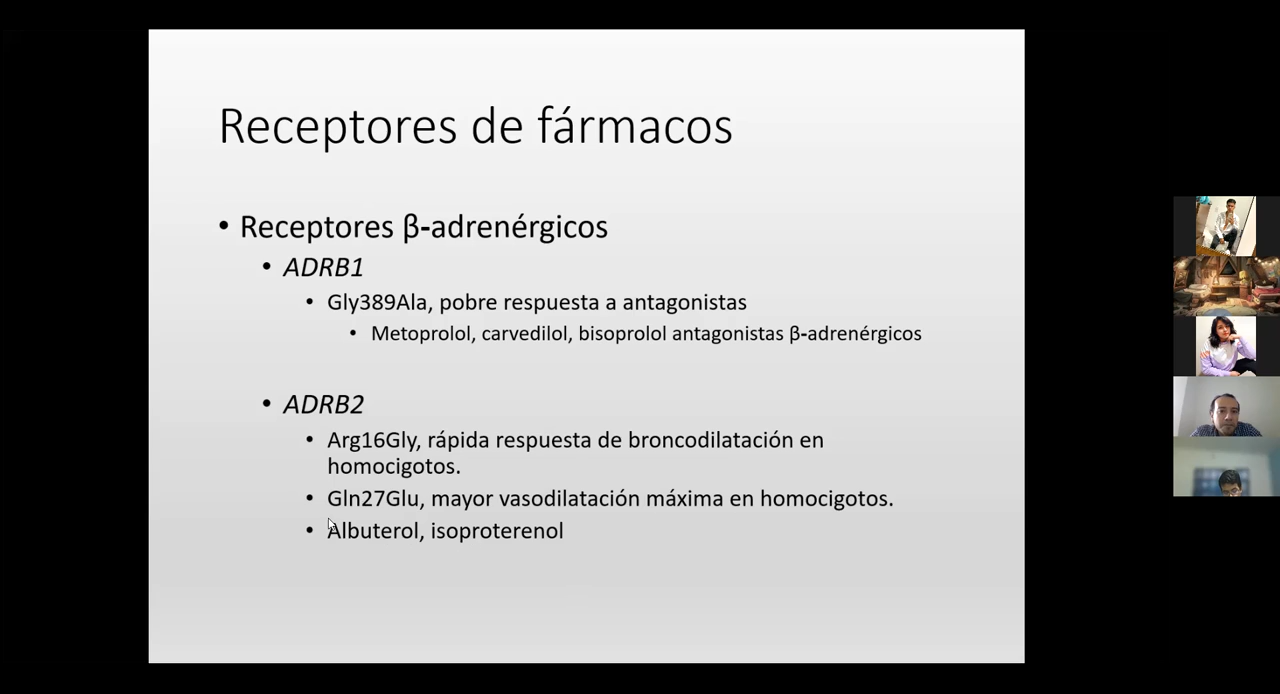 Receptores de fármacos
• Receptores β-adrenérgicos
• ADRB1
• Gly389Ala, pobre respuesta a antagonistas
• Metoprolol, carvedilol, bisoprolol antagonistas β-adrenérgicos
• ADRB2
• Arg16Gly, rápida respuesta de broncodilatación en
homocigotos.
• Gln27Glu, mayor vasodilatación máxima en homocigotos.
• Albuterol, isoproterenol